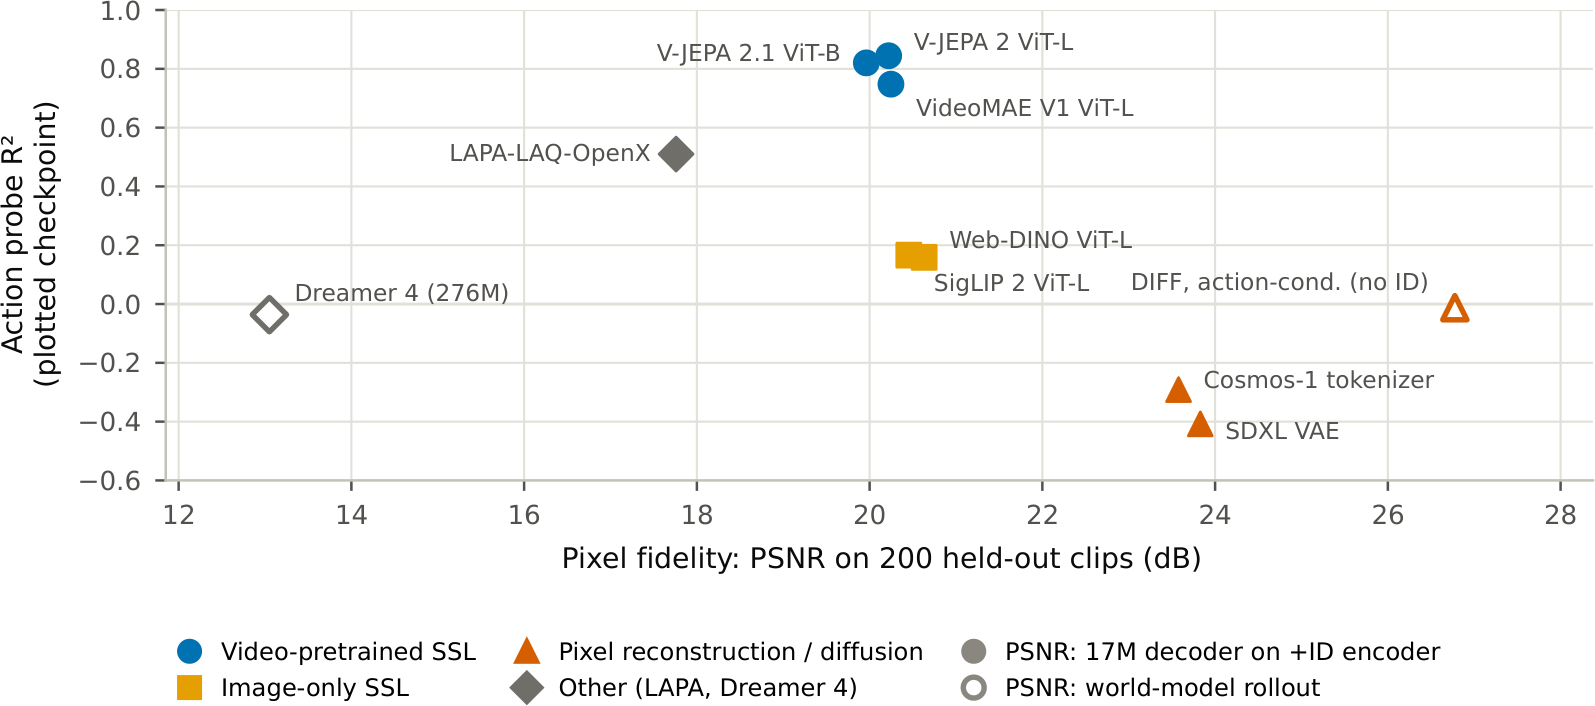 1.0
0.8
0.6
0.4
0.2
0.0
−0.2
−0.4
−0.6
Action probe R²
(plotted checkpoint)
V-JEPA 2.1 ViT-B
V-JEPA 2 ViT-L
VideoMAE V1 ViT-L
LAPA-LAQ-OpenX
Web-DINO ViT-L
SigLIP 2 ViT-L
DIFF, action-cond. (no ID)
Dreamer 4 (276M)
Cosmos-1 tokenizer
SDXL VAE
12 14 16 18 20 22 24 26 28
Pixel fidelity: PSNR on 200 held-out clips (dB)
Video-pretrained SSL
Image-only SSL
Pixel reconstruction / diffusion
Other (LAPA, Dreamer 4)
PSNR: 17M decoder on +ID encoder
PSNR: world-model rollout